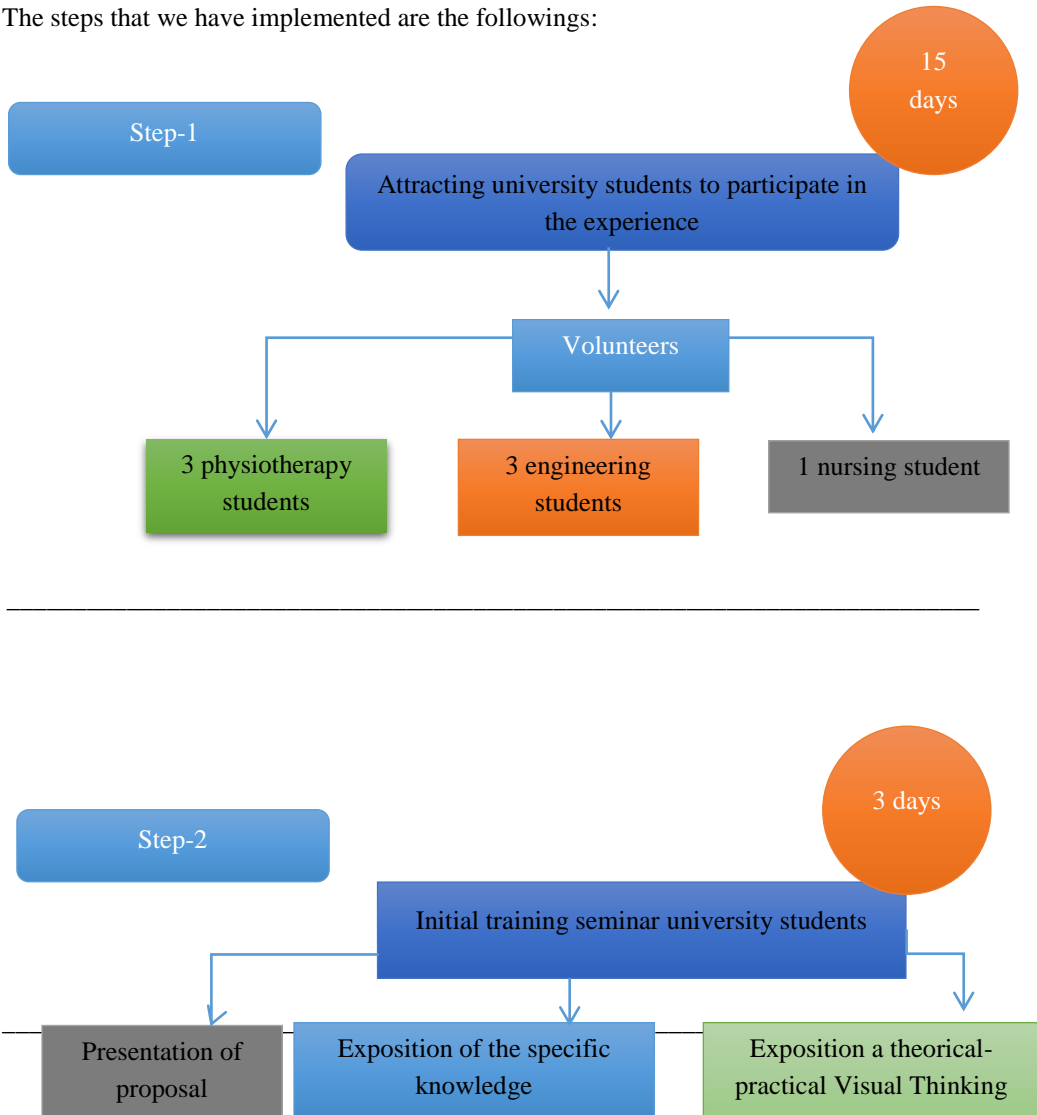 The steps that we have implemented are the followings:
15
days
Step-1
Attracting university students to participate in
the experience
Volunteers
3 physiotherapy
students
3 engineering
students
1 nursing student
3 days
Step-2
Initial training seminar university students
Presentation of
proposal
Exposition of the specific
knowledge
Exposition a theorical-
practical Visual Thinking